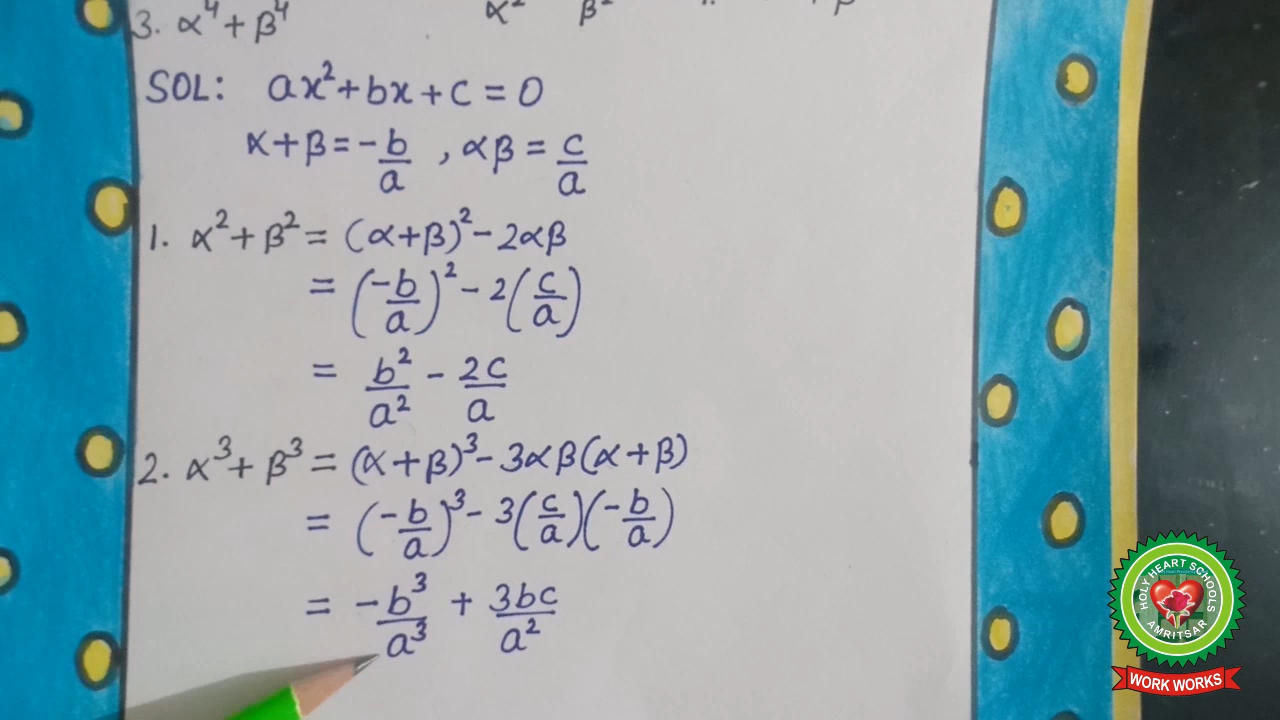 3. α⁴+β⁴
SOL: ax²+bx+c=0
α+β=-b/a , αβ=c/a
1. α²+β²= (α+β)²-2αβ
= (-b/a)²-2(c/a)
= b²/a² - 2c/a
2. α³+β³= (α+β)³-3αβ(α+β)
= (-b/a)³-3(c/a)(-b/a)
= -b³/a³ + 3bc/a²
HOLY HEART SCHOOLS
AMRITSAR
WORK WORKS